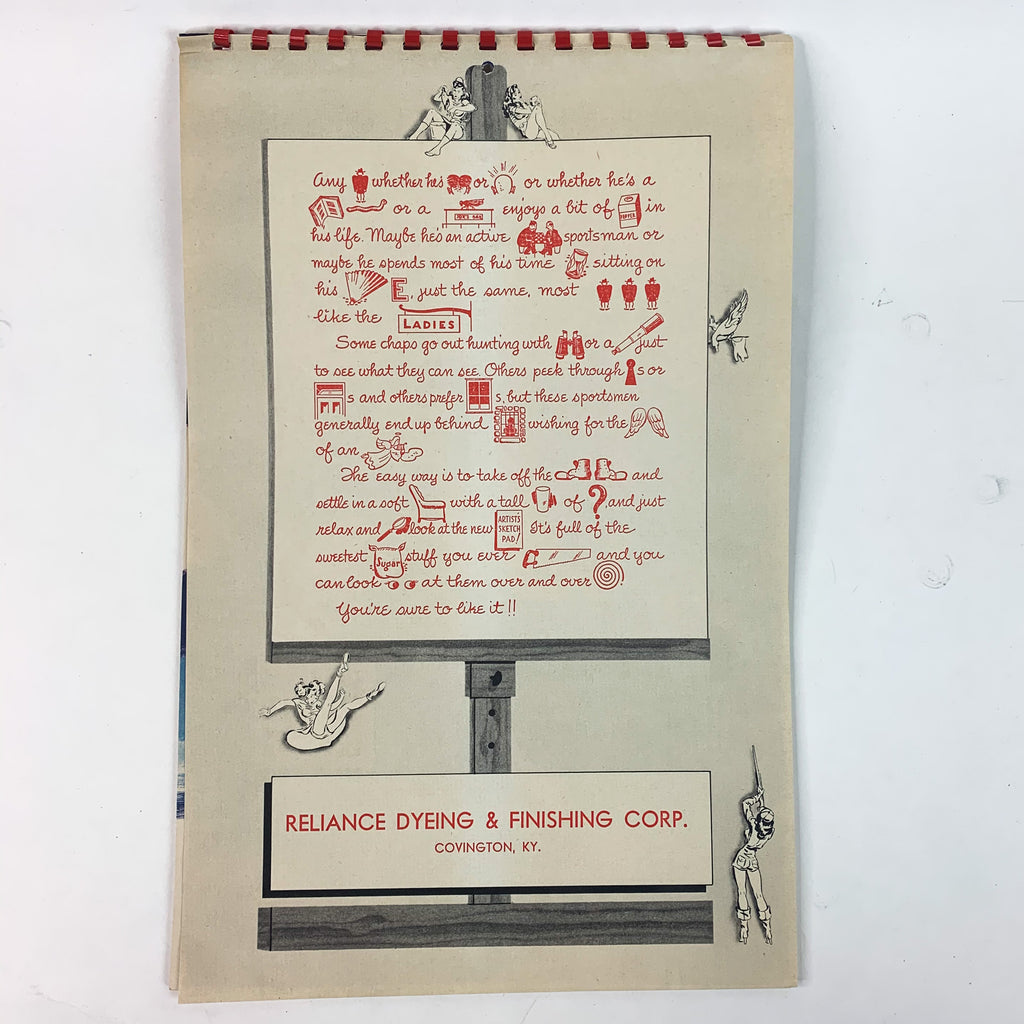 Any whether he's or or whether he's a
or a enjoys a bit of PEPPER in
his life. Maybe he's an active sportsman or
maybe he spends most of his time sitting on
his E, just the same, most
like the LADIES
Some chaps go out hunting with or a just
to see what they can see. Others peek through s or
s and others prefer s, but these sportsmen
generally end up behind wishing for the
of an
The easy way is to take off the and
settle in a soft with a tall of ? and just
relax and look at the new ARTIST'S SKETCH PAD! It's full of the
sweetest Sugar stuff you ever and you
can look at them over and over
You're sure to like it!!
RELIANCE DYEING & FINISHING CORP.
COVINGTON, KY.